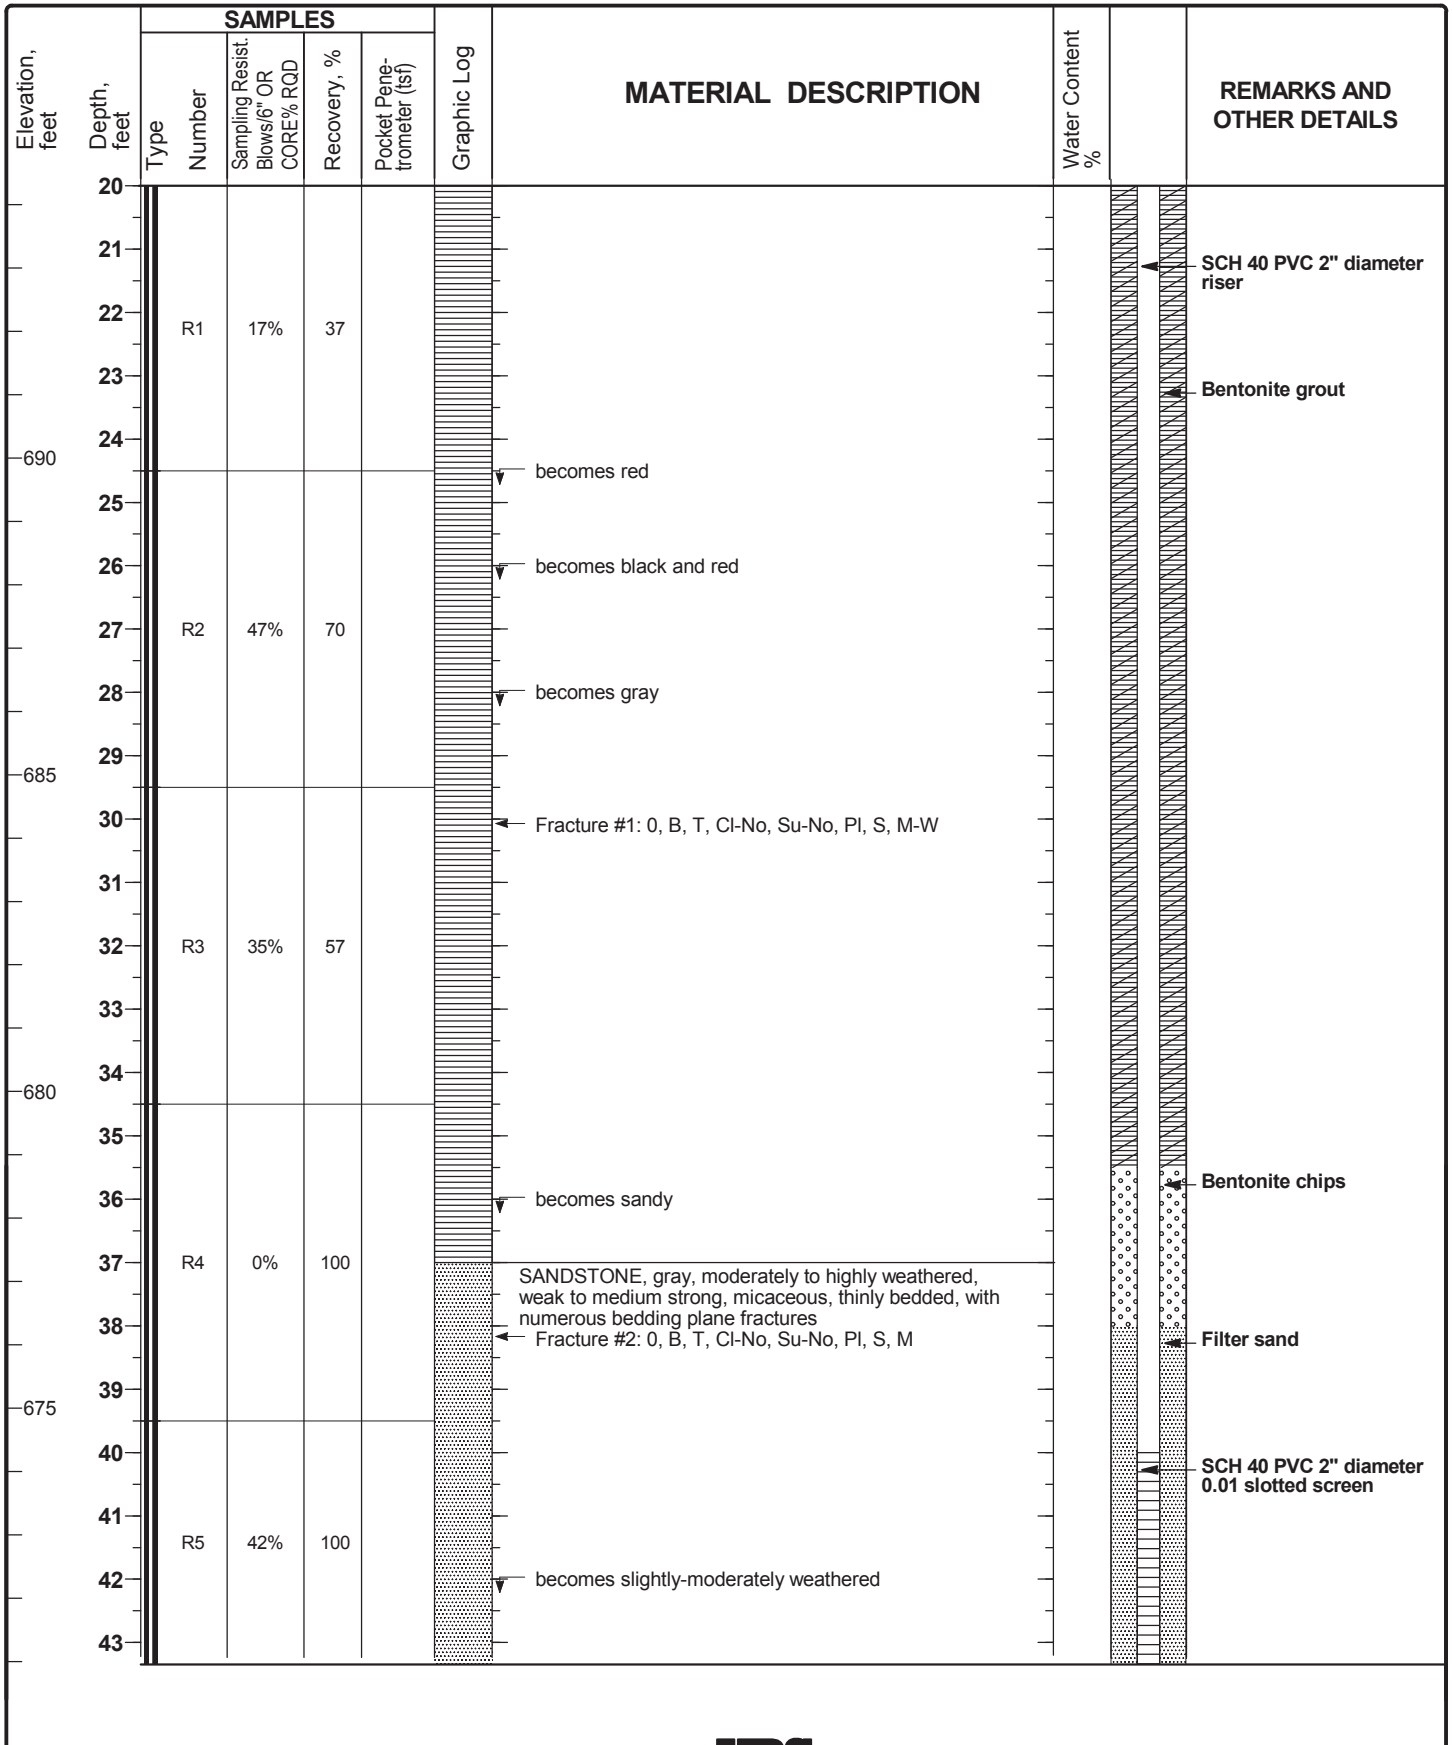 SAMPLES
Elevation,
feet
Depth,
feet
Type
Number
Sampling Resist.
Blows/6" OR
CORE% RQD
Recovery, %
Pocket Pene-
trometer (tsf)
Graphic Log
MATERIAL DESCRIPTION
Water Content
%
REMARKS AND
OTHER DETAILS
20
21
SCH 40 PVC 2" diameter
riser
22
R1 17% 37
23
Bentonite grout
24
690
becomes red
25
26
becomes black and red
27
R2 47% 70
28
becomes gray
29
685
30
Fracture #1: 0, B, T, Cl-No, Su-No, Pl, S, M-W
31
32
R3 35% 57
33
34
680
35
Bentonite chips
36
becomes sandy
37
R4 0% 100
SANDSTONE, gray, moderately to highly weathered,
weak to medium strong, micaceous, thinly bedded, with
numerous bedding plane fractures
38
Fracture #2: 0, B, T, Cl-No, Su-No, Pl, S, M
Filter sand
39
675
40
SCH 40 PVC 2" diameter
0.01 slotted screen
41
R5 42% 100
42
becomes slightly-moderately weathered
43